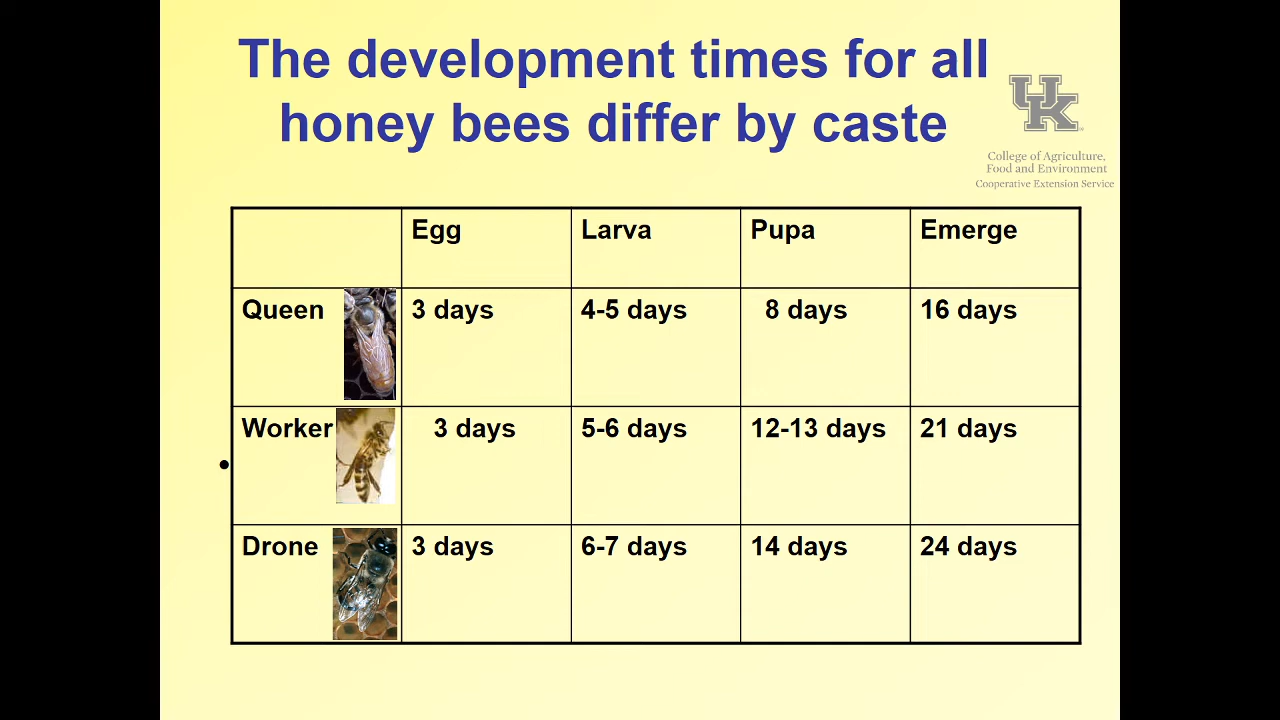 The development times for all
honey bees differ by caste
UK
College of Agriculture,
Food and Environment
Cooperative Extension Service
Egg Larva Pupa Emerge
Queen 3 days 4-5 days 8 days 16 days
Worker 3 days 5-6 days 12-13 days 21 days
•
Drone 3 days 6-7 days 14 days 24 days